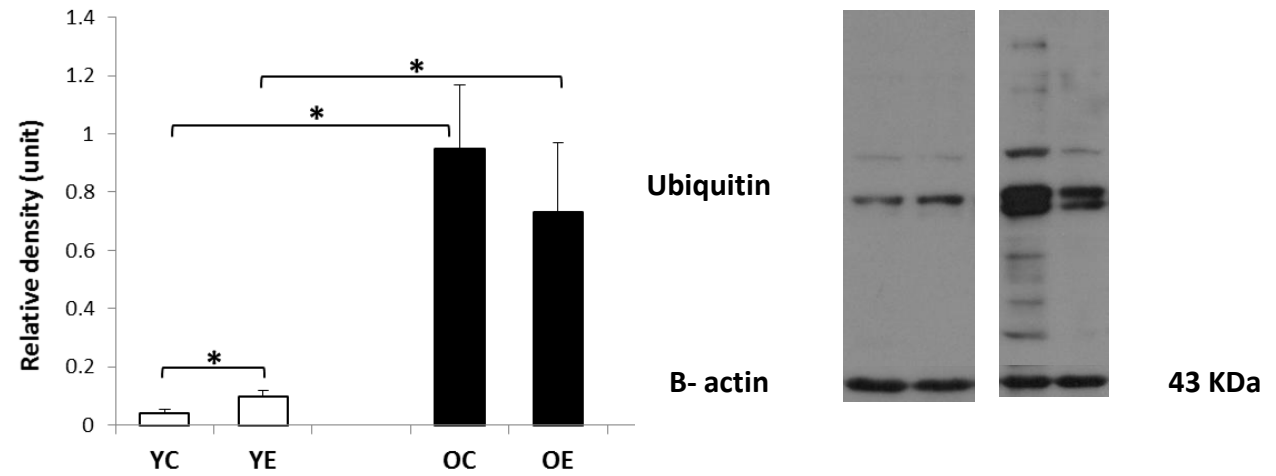 Relative density (unit)
1.4
1.2
1
0.8
0.6
0.4
0.2
0
*
*
*
YC YE OC OE
Ubiquitin
B- actin
43 KDa